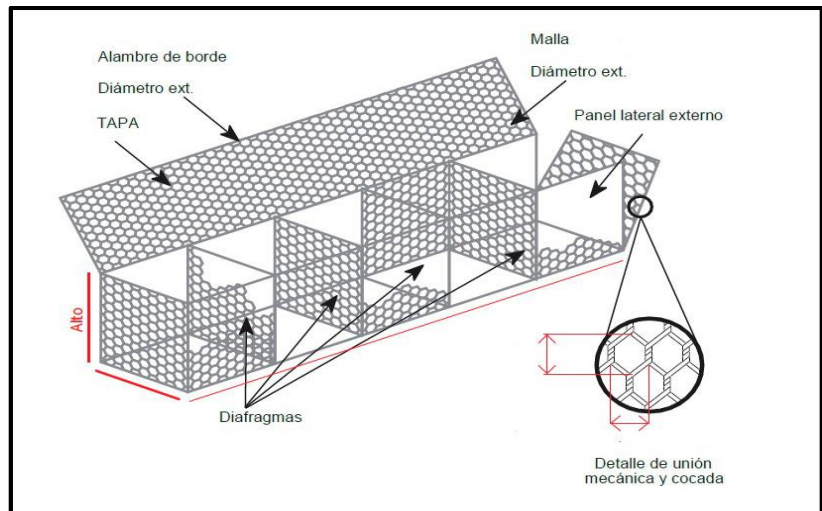 Alambre de borde
Diámetro ext.
TAPA
Malla
Diámetro ext.
Panel lateral externo
Alto
Diafragmas
Detalle de unión
mecánica y cocada